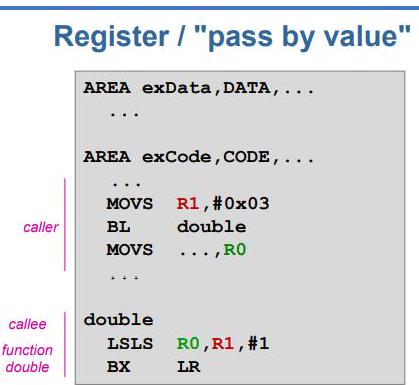 Register / "pass by value"
AREA exData,DATA,...
...
AREA exCode,CODE,...
...
MOVS R1,#0x03
caller
BL double
MOVS ...,R0
...
callee
function
double
double
LSLS R0,R1,#1
BX LR